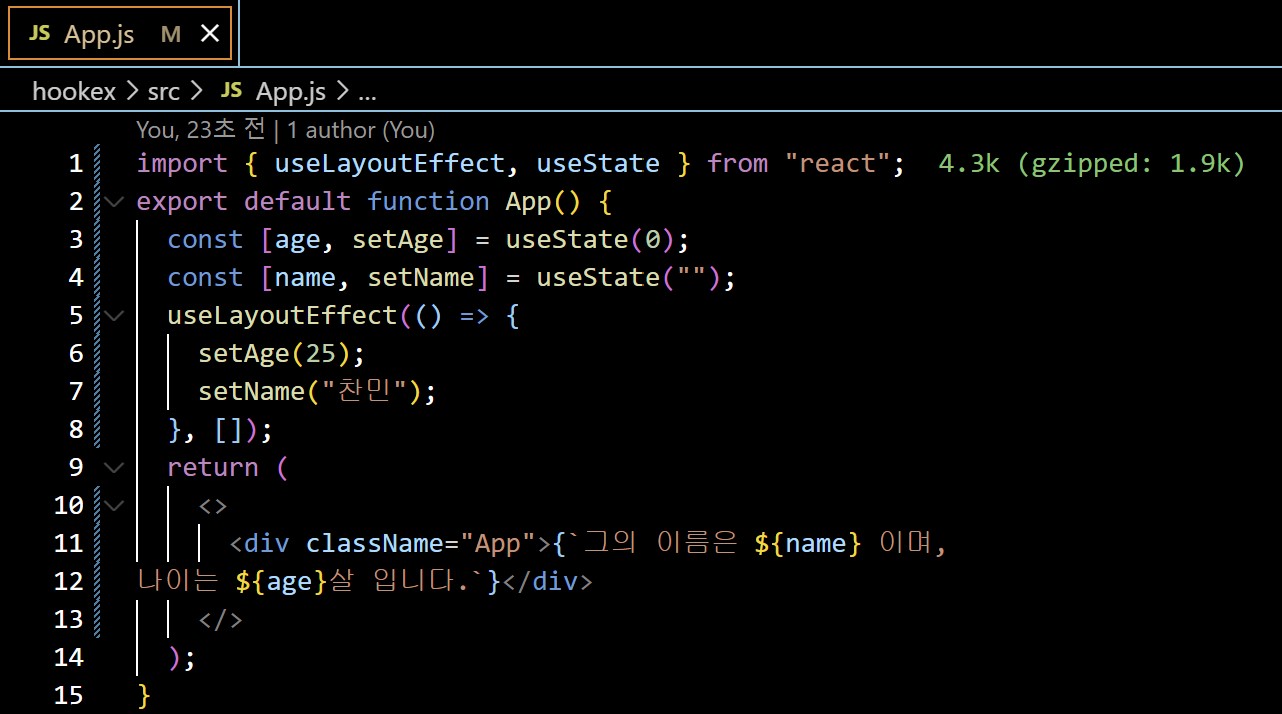 JS App.js M
hookex > src > JS App.js > ...
You, 23초 전 | 1 author (You)
1 import { useLayoutEffect, useState } from "react"; 4.3k (gzipped: 1.9k)
2 export default function App() {
3 const [age, setAge] = useState(0);
4 const [name, setName] = useState("");
5 useLayoutEffect(() => {
6 setAge(25);
7 setName("찬민");
8 }, []);
9 return (
10 <>
11 <div className="App">{`그의 이름은 ${name} 이며,
12 나이는 ${age}살 입니다.`}</div>
13 </>
14 );
15 }